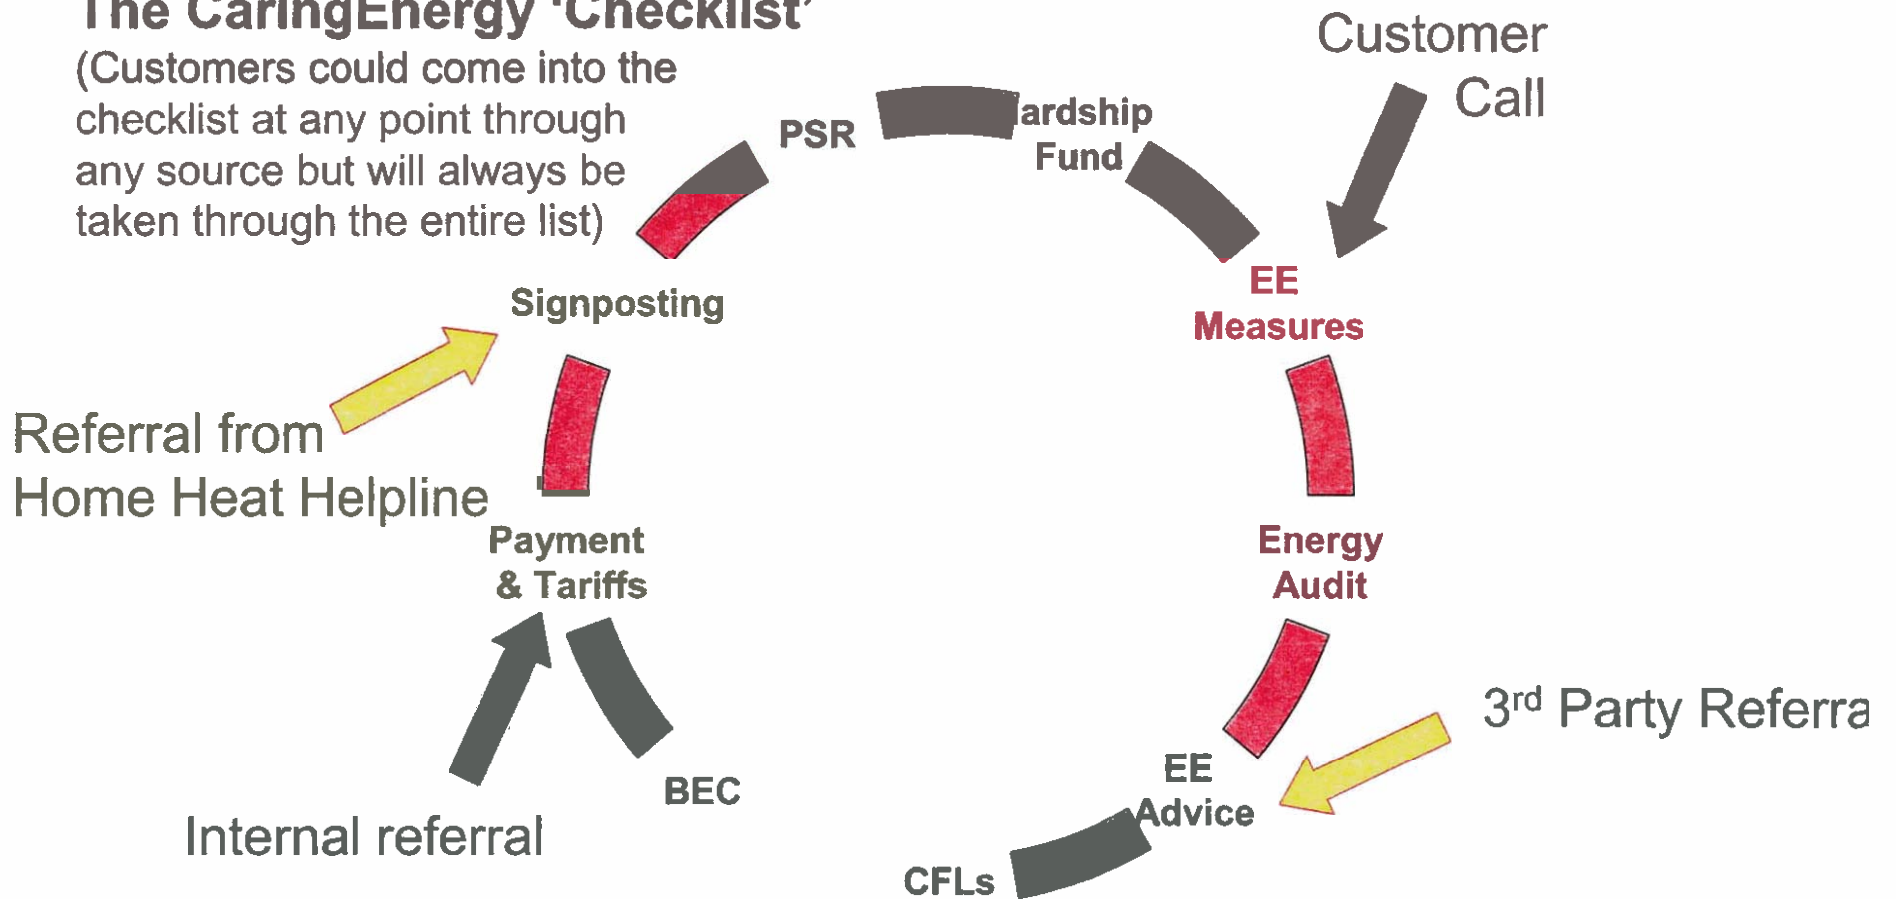 The CaringEnergy ‘Checklist’
(Customers could come into the
checklist at any point through
any source but will always be
taken through the entire list)
Customer
Call
PSR
ardship
Fund
EE
Measures
Signposting
Referral from
Home Heat Helpline
Payment
& Tariffs
Energy
Audit
3rd Party Referra
EE
Advice
BEC
Internal referral
CFLs